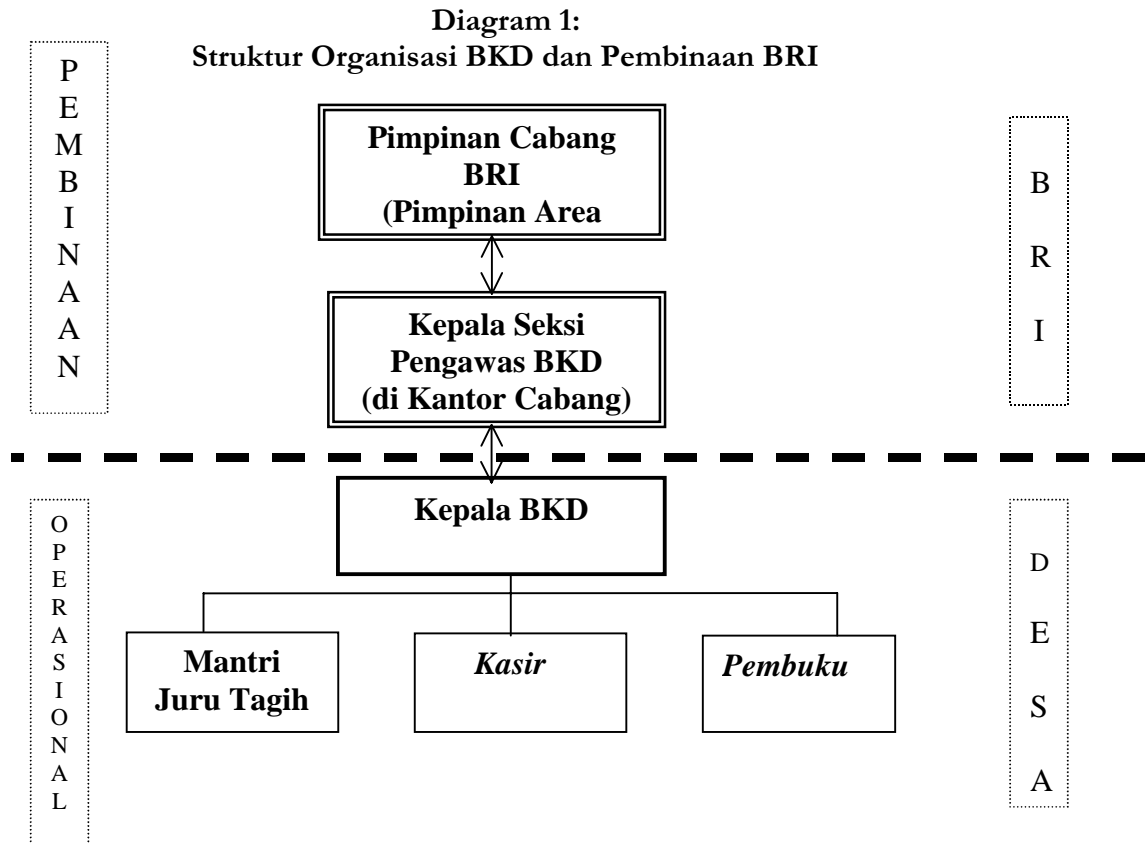 Diagram 1:
Struktur Organisasi BKD dan Pembinaan BRI
P
E
M
B
I
N
A
A
N
Pimpinan Cabang
BRI
(Pimpinan Area
B
R
I
Kepala Seksi
Pengawas BKD
(di Kantor Cabang)
O
P
E
R
A
S
I
O
N
A
L
Kepala BKD
D
E
S
A
Mantri
Juru Tagih
Kasir
Pembuku